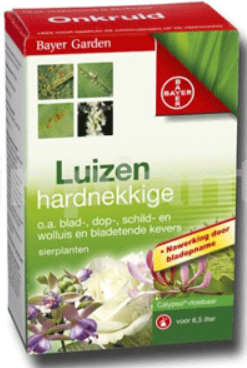 Onkruid
Bayer Garden
BAYER
Luizen
hardnekkige
o.a. blad-, dop-, schild- en
wolluis en bladetende kevers
sierplanten
• Nawerking door
bladopname
Calypso® vloeibaar
voor 6,5 liter